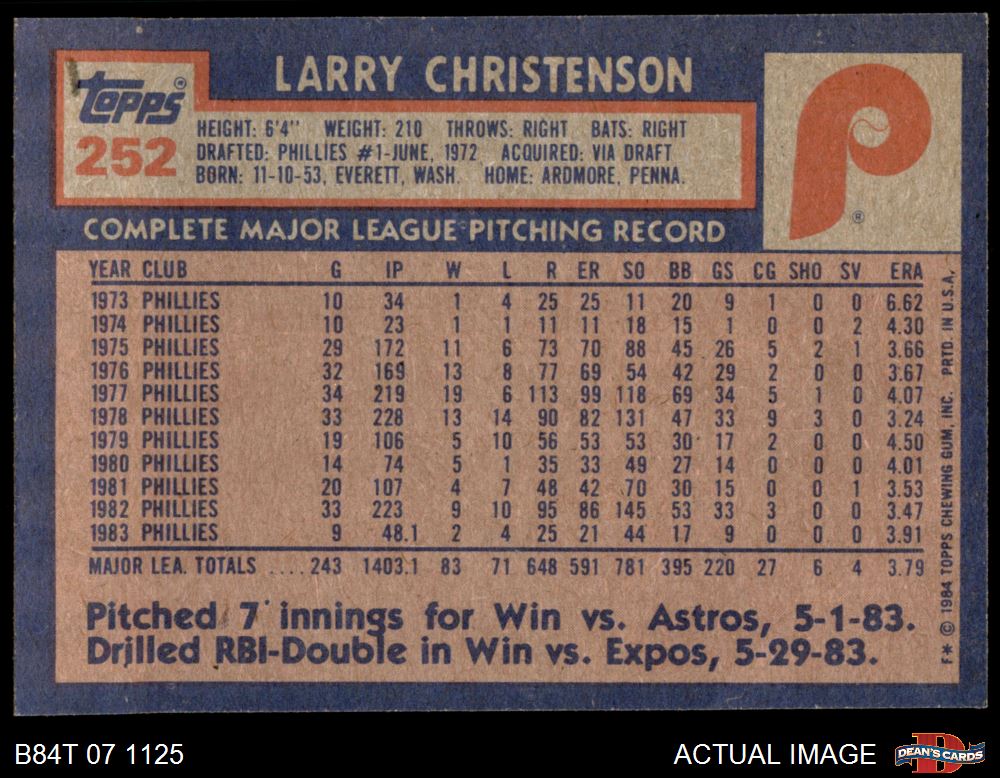 Topps®
252
LARRY CHRISTENSON
HEIGHT: 6'4" WEIGHT: 210 THROWS: RIGHT BATS: RIGHT
DRAFTED: PHILLIES #1-JUNE, 1972 ACQUIRED: VIA DRAFT
BORN: 11-10-53, EVERETT, WASH. HOME: ARDMORE, PENNA.
P
®
COMPLETE MAJOR LEAGUE PITCHING RECORD
YEAR CLUB G IP W L R ER SO BB GS CG SHO SV ERA
1973 PHILLIES 10 34 1 4 25 25 11 20 9 1 0 0 6.62
1974 PHILLIES 10 23 1 1 11 11 18 15 1 0 0 2 4.30
1975 PHILLIES 29 172 11 6 73 70 88 45 26 5 2 1 3.66
1976 PHILLIES 32 169 13 8 77 69 54 42 29 2 0 0 3.67
1977 PHILLIES 34 219 19 6 113 99 118 69 34 5 1 0 4.07
1978 PHILLIES 33 228 13 14 90 82 131 47 33 9 3 0 3.24
1979 PHILLIES 19 106 5 10 56 53 53 30 17 2 0 0 4.50
1980 PHILLIES 14 74 5 1 35 33 49 27 14 0 0 0 4.01
1981 PHILLIES 20 107 4 7 48 42 70 30 15 0 0 1 3.53
1982 PHILLIES 33 223 9 10 95 86 145 53 33 3 0 0 3.47
1983 PHILLIES 9 48.1 2 4 25 21 44 17 9 0 0 0 3.91
MAJOR LEA. TOTALS ....243 1403.1 83 71 648 591 781 395 220 27 6 4 3.79
Pitched 7 innings for Win vs. Astros, 5-1-83.
Drilled RBI-Double in Win vs. Expos, 5-29-83.
F* © 1984 TOPPS CHEWING GUM, INC. PRTD. IN U.S.A.
B84T 07 1125
ACTUAL IMAGE
DEAN'S CARDS